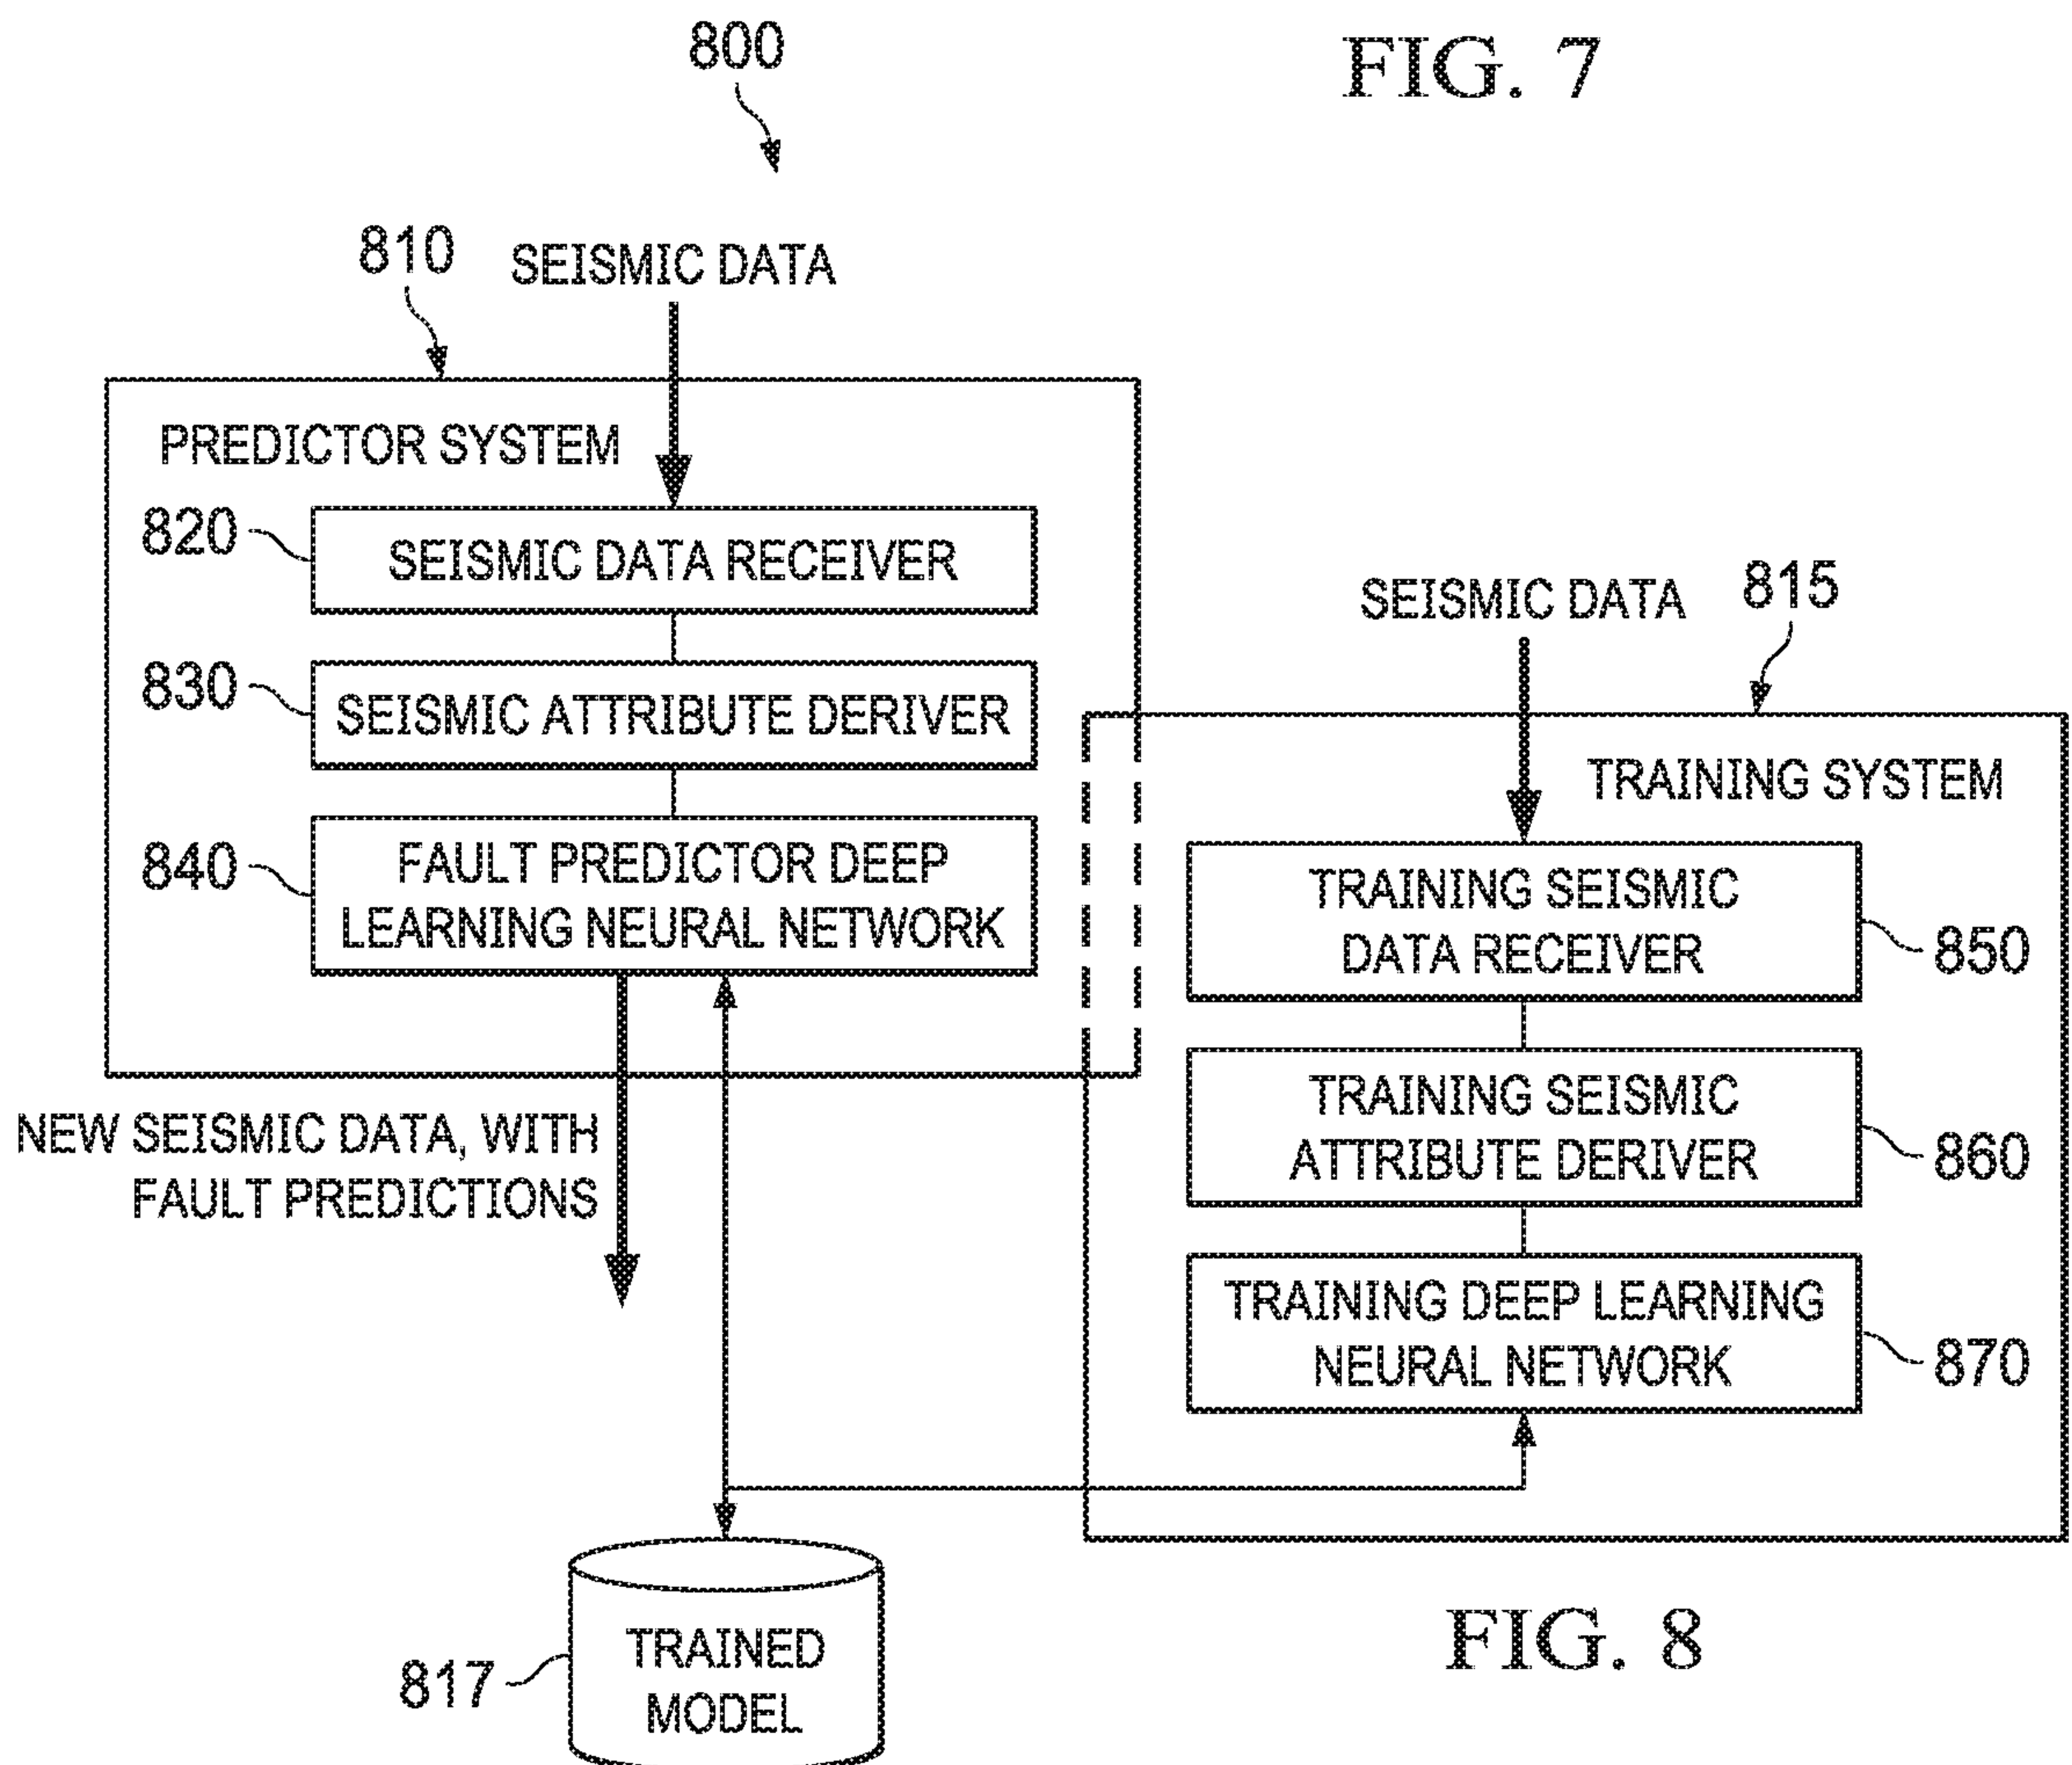 800
FIG. 7
810
SEISMIC DATA
PREDICTOR SYSTEM
820
SEISMIC DATA RECEIVER
830
SEISMIC ATTRIBUTE DERIVER
840
FAULT PREDICTOR DEEP
LEARNING NEURAL NETWORK
NEW SEISMIC DATA, WITH
FAULT PREDICTIONS
SEISMIC DATA
815
TRAINING SYSTEM
TRAINING SEISMIC
DATA RECEIVER
850
TRAINING SEISMIC
ATTRIBUTE DERIVER
860
TRAINING DEEP LEARNING
NEURAL NETWORK
870
817
TRAINED
MODEL
FIG. 8